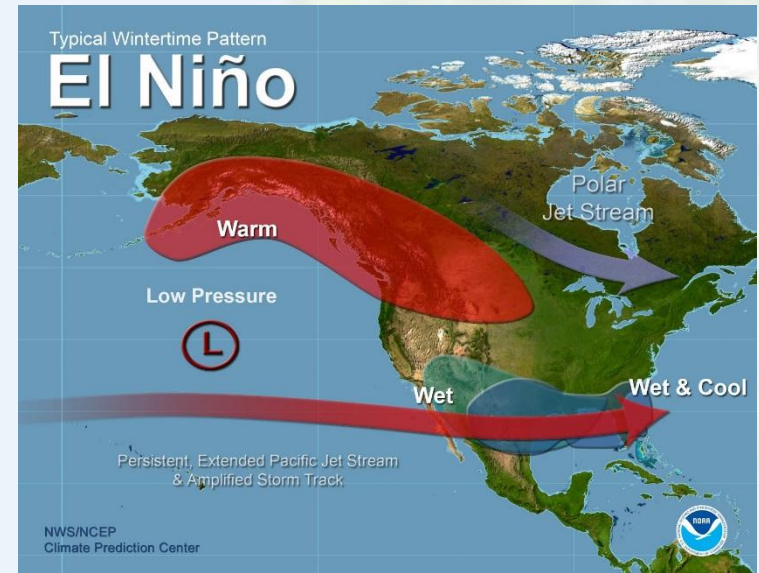 Typical Wintertime Pattern
El Niño
Polar
Jet Stream
Warm
Low Pressure
L
Wet
Wet & Cool
Persistent, Extended Pacific Jet Stream
& Amplified Storm Track
NWS/NCEP
Climate Prediction Center
NOAA